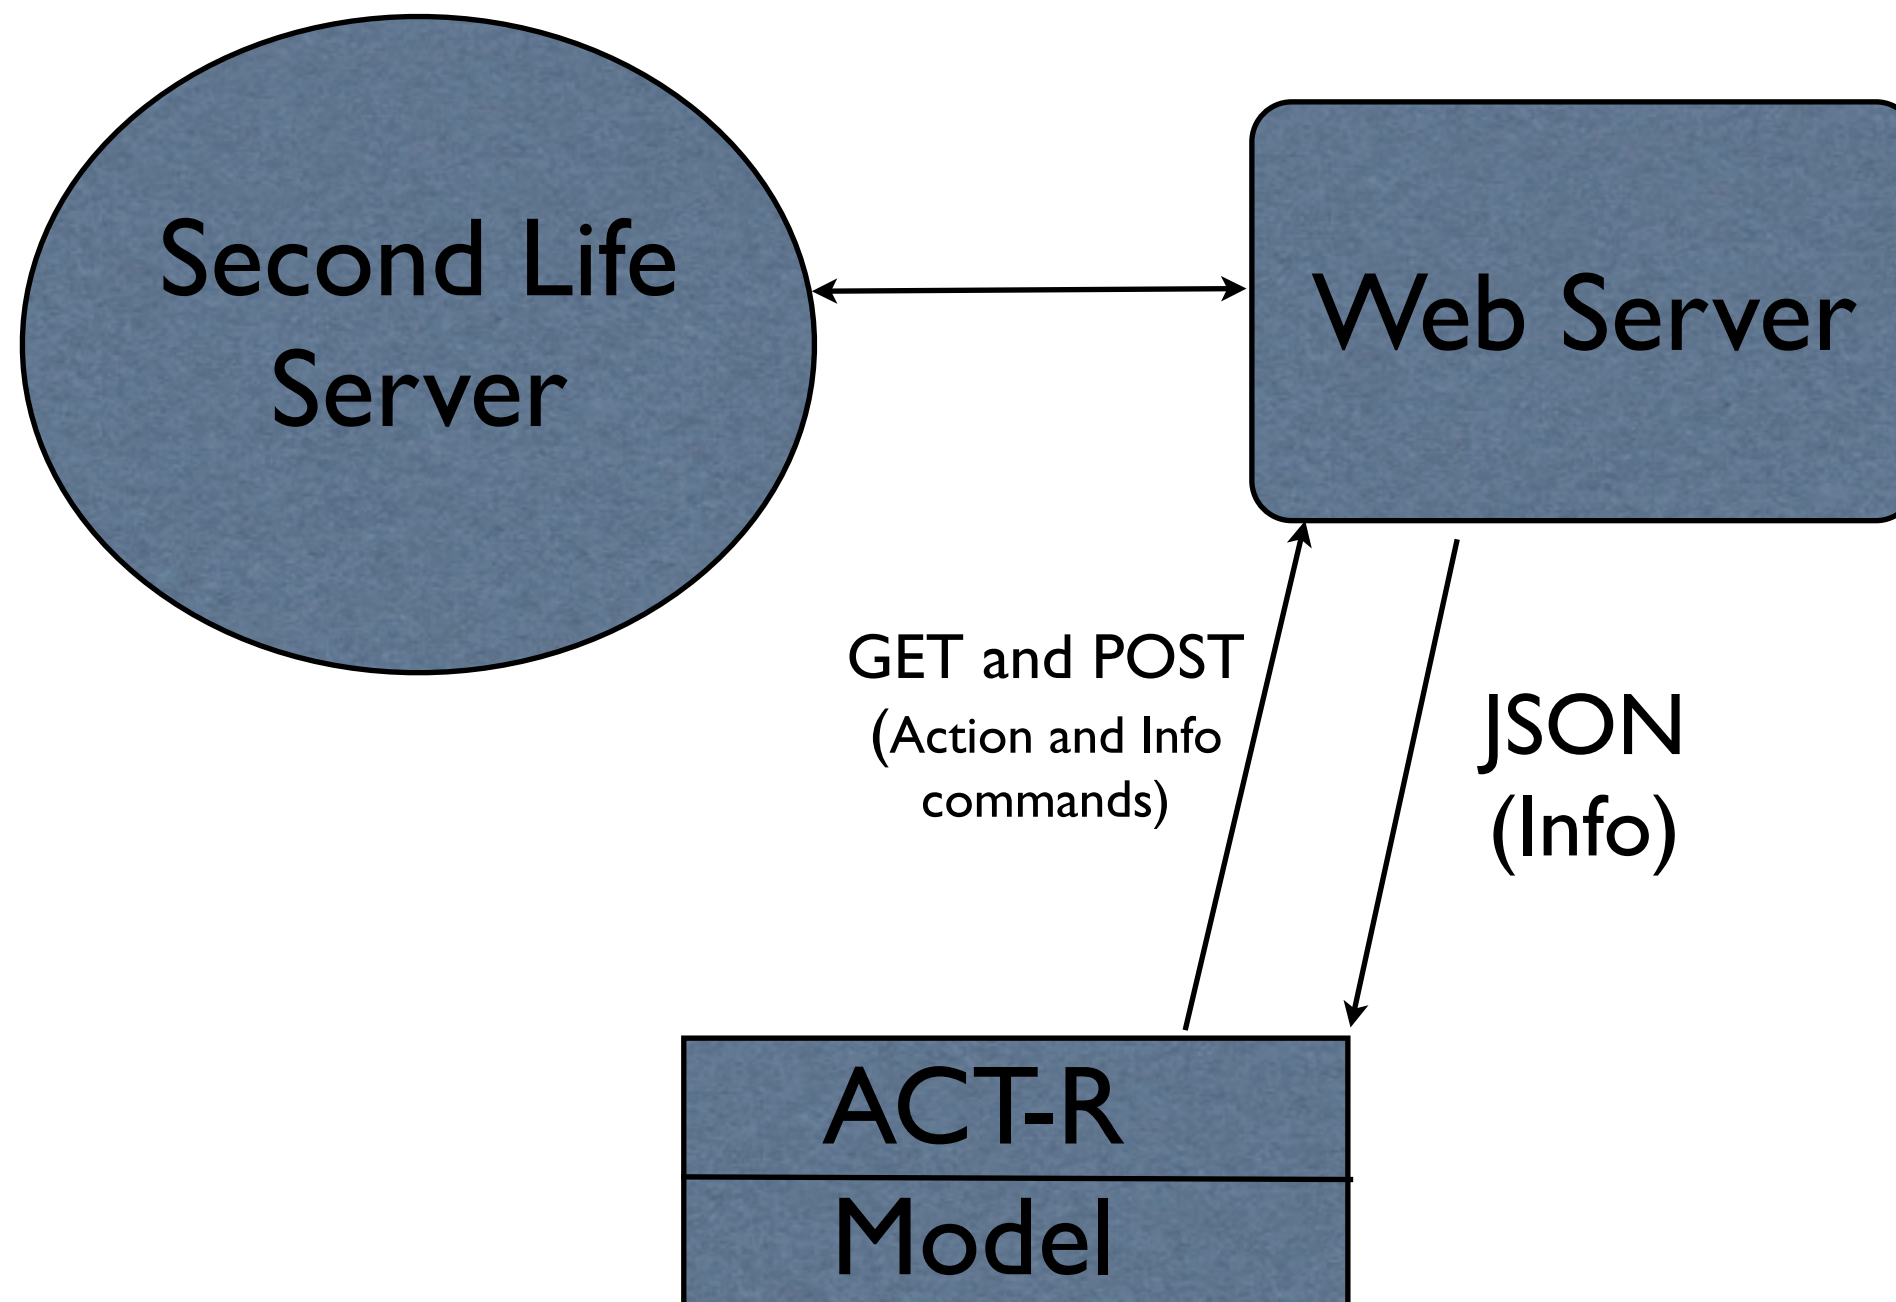 Second Life
Server
Web Server
GET and POST
(Action and Info
commands)
JSON
(Info)
ACT-R
Model